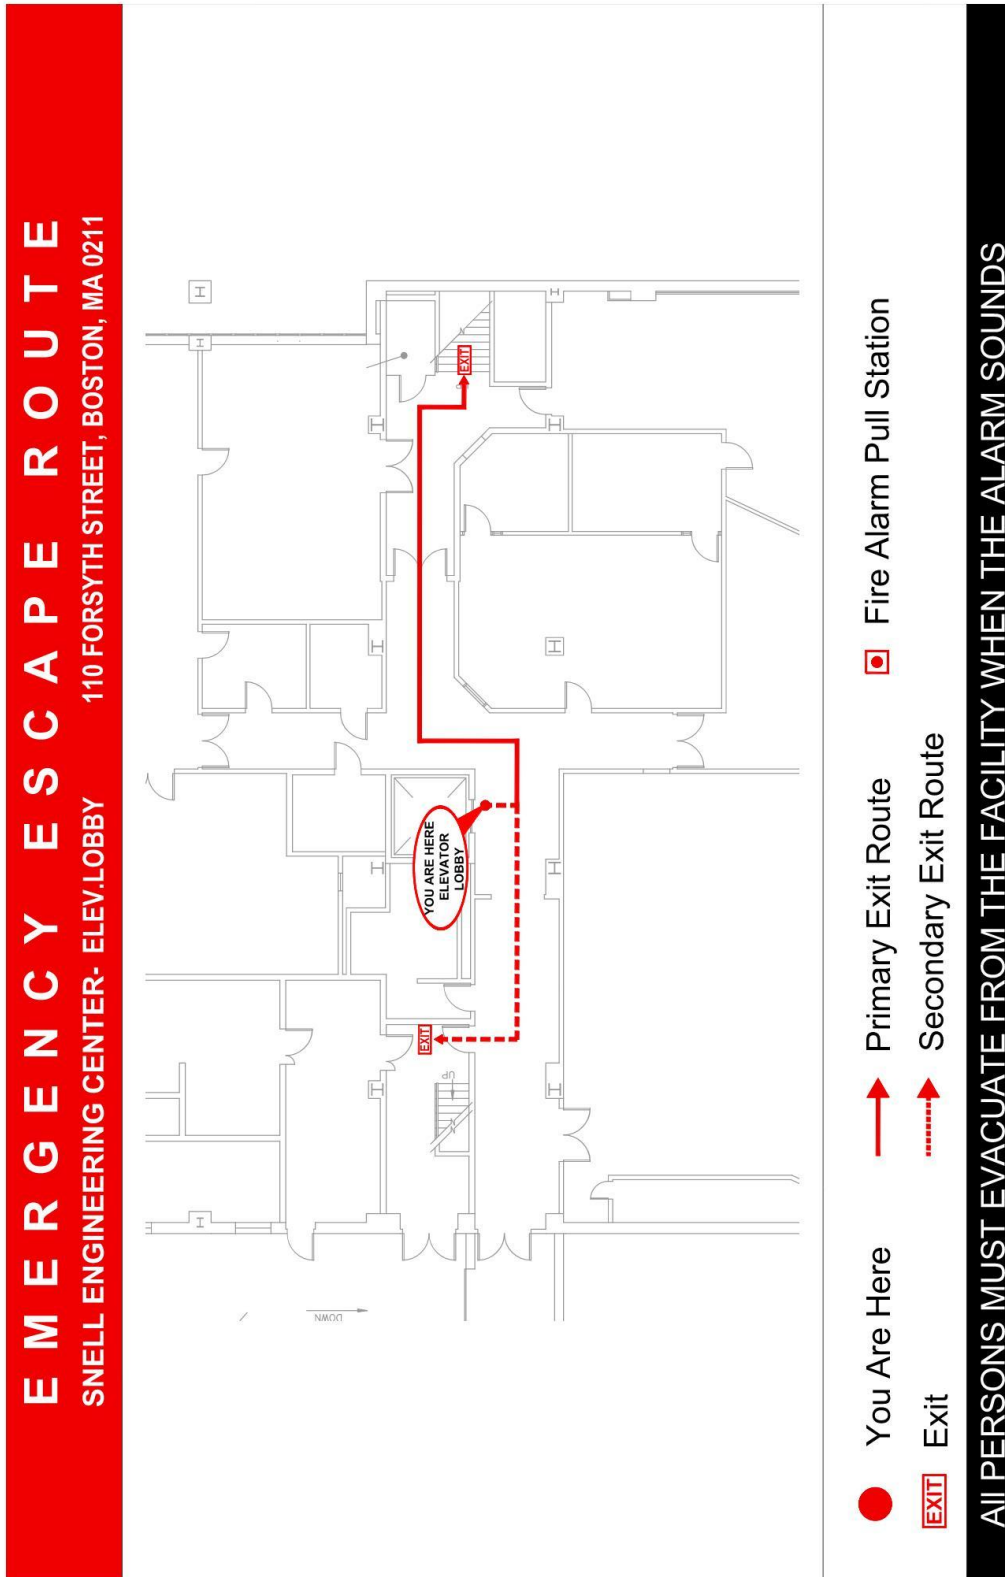 EMERGENCY ESCAPE ROUTE
SNELL ENGINEERING CENTER- ELEV.LOBBY 110 FORSYTH STREET, BOSTON, MA 0211
H
H
H
H
H
H
H
H
H
H
H
H
EXIT
EXIT
YOU ARE HERE
ELEVATOR
LOBBY
UP
DOWN
You Are Here
Primary Exit Route
Fire Alarm Pull Station
EXIT Exit
Secondary Exit Route
All PERSONS MUST EVACUATE FROM THE FACILITY WHEN THE ALARM SOUNDS